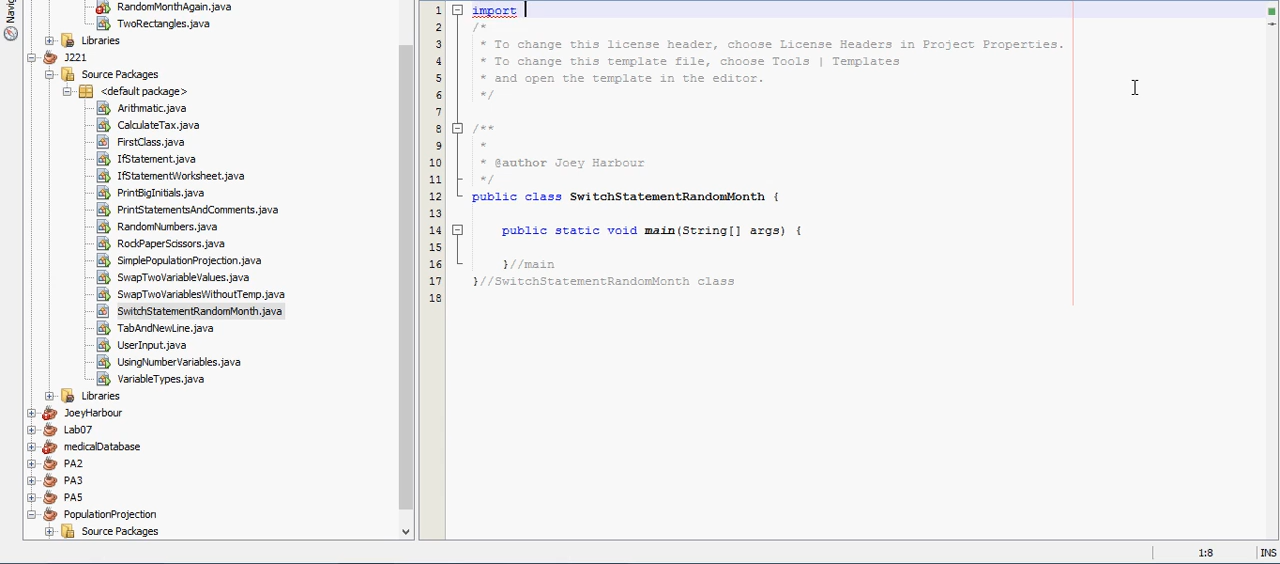 Navig
RandomMonthAgain.java
TwoRectangles.java
Libraries
J221
Source Packages
<default package>
Arithmatic.java
CalculateTax.java
FirstClass.java
IfStatement.java
IfStatementWorksheet.java
PrintBigInitials.java
PrintStatementsAndComments.java
RandomNumbers.java
RockPaperScissors.java
SimplePopulationProjection.java
SwapTwoVariableValues.java
SwapTwoVariablesWithoutTemp.java
SwitchStatementRandomMonth.java
TabAndNewLine.java
UserInput.java
UsingNumberVariables.java
VariableTypes.java
Libraries
JoeyHarbour
Lab07
medicalDatabase
PA2
PA3
PA5
PopulationProjection
Source Packages
1 import
2 /*
3 * To change this license header, choose License Headers in Project Properties.
4 * To change this template file, choose Tools | Templates
5 * and open the template in the editor.
6 */
7
8 /**
9 *
10 * @author Joey Harbour
11 */
12 public class SwitchStatementRandomMonth {
13
14 public static void main(String[] args) {
15
16 }//main
17 }//SwitchStatementRandomMonth class
18
1:8 INS